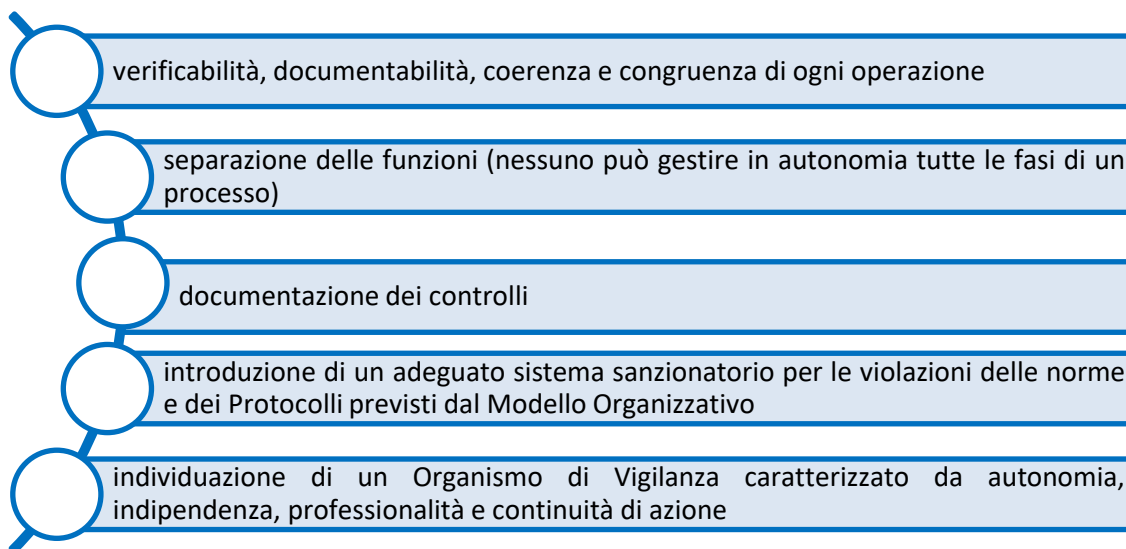 verificabilità, documentabilità, coerenza e congruenza di ogni operazione
separazione delle funzioni (nessuno può gestire in autonomia tutte le fasi di un
processo)
documentazione dei controlli
introduzione di un adeguato sistema sanzionatorio per le violazioni delle norme
e dei Protocolli previsti dal Modello Organizzativo
individuazione di un Organismo di Vigilanza caratterizzato da autonomia,
indipendenza, professionalità e continuità di azione